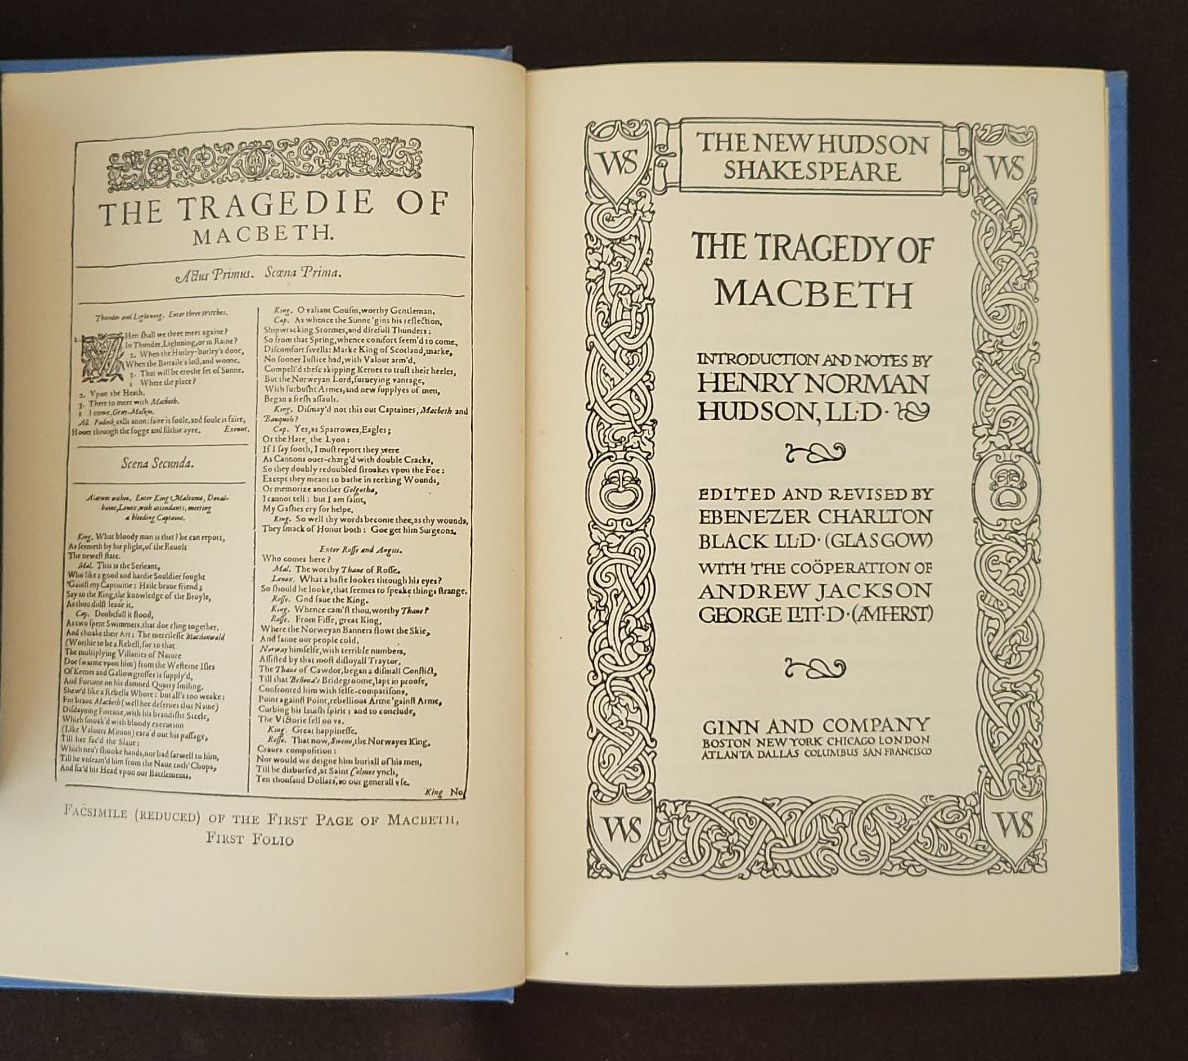 THE TRAGEDIE OF
MACBETH.
Actus Primus. Scœna Prima.
Thunder and Lightning. Enter three Witches.
1. WHen shall we three meet againe?
In Thunder, Lightning, or in Raine?
2. When the Hurley-burley's done,
When the Battaile's lost, and wonne.
3. That will be ere the set of Sunne.
1 Where the place?
2. Vpon the Heath.
3. There to meet with Macbeth.
1 I come, Gray-Malkin.
All. Padock calls anon: faire is foule, and foule is faire,
Houer through the fogge and filthie ayre. Exeunt.
Scena Secunda.
Alarum within. Enter King Malcome, Donal-
baine, Lenox, with attendants, meeting
a bleeding Captaine.
King. What bloody man is that? he can report,
As seemeth by his plight, of the Reuolt
The newest state.
Mal. This is the Serieant,
Who like a good and hardie Souldier fought
'Gainst my Captiuitie: Haile braue friend;
Say to the King, the knowledge of the Broyle,
As thou didst leaue it.
Cap. Doubtfull it stood,
As two spent Swimmers, that doe cling together,
And choake their Art: The mercilesse Macdonwald
(Worthie to be a Rebell, for to that
The multiplying Villanies of Nature
Doe swarme vpon him) from the Westerne Isles
Of Kernes and Gallowgrosses is supply'd,
And Fortune on his damned Quarry smiling,
Shew'd like a Rebells Whore: but all's too weake:
For braue Macbeth (well hee deserues that Name)
Disdayning Fortune, with his brandisht Steele,
Which smoak'd with bloody execution
(Like Valours Minion) caru'd out his passage,
Till hee fac'd the Slaue:
Which neu'r shooke hands, nor bad farwell to him,
Till he vnseam'd him from the Naue toth' Chops,
And fix'd his Head vpon our Battlements.
King. O valiant Cousin, worthy Gentleman.
Cap. As whence the Sunne 'gins his reflection,
Shipwracking Stormes, and direfull Thunders:
So from that Spring, whence comfort seem'd to come,
Discomfort swells: Marke King of Scotland, marke,
No sooner Iustice had, with Valour arm'd,
Compell'd these skipping Kernes to trust their heeles,
But the Norweyan Lord, surueying vantage,
With furbusht Armes, and new supplyes of men,
Began a fresh assault.
King. Dismay'd not this our Captaines, Macbeth and
Banquoh?
Cap. Yes, as Sparrowes, Eagles;
Or the Hare, the Lyon:
If I say sooth, I must report they were
As Cannons ouer-charg'd with double Cracks,
So they doubly redoubled stroakes vpon the Foe:
Except they meant to bathe in reeking Wounds,
Or memorize another Golgotha,
I cannot tell: but I am faint,
My Gashes cry for helpe.
King. So well thy words become thee, as thy wounds,
They smack of Honor both: Goe get him Surgeons.
Enter Rosse and Angus.
Who comes here?
Mal. The worthy Thane of Rosse.
Lenox. What a haste lookes through his eyes?
So should he looke, that seemes to speake things strange.
Rosse. God saue the King.
King. Whence cam'st thou, worthy Thane?
Rosse. From Fiffe, great King,
Where the Norweyan Banners flowt the Skie,
And fanne our people cold.
Norway himselfe, with terrible numbers,
Assisted by that most disloyall Traytor,
The Thane of Cawdor, began a dismall Conflict,
Till that Bellona's Bridegroome, lapt in proofe,
Confronted him with selfe-comparisons,
Point against Point, rebellious Arme 'gainst Arme,
Curbing his lauish spirit: and to conclude,
The Victorie fell on vs.
King. Great happinesse.
Rosse. That now, Sweno, the Norwayes King,
Craues composition:
Nor would we deigne him buriall of his men,
Till he disbursed, at Saint Colmes ynch,
Ten thousand Dollars, to our generall vse.
King No
FACSIMILE (REDUCED) OF THE FIRST PAGE OF MACBETH,
FIRST FOLIO
WS
THE NEW HUDSON
SHAKESPEARE
WS
THE TRAGEDY OF
MACBETH
INTRODUCTION AND NOTES BY
HENRY NORMAN
HUDSON, LL·D·
EDITED AND REVISED BY
EBENEZER CHARLTON
BLACK LL·D· (GLASGOW)
WITH THE COÖPERATION OF
ANDREW JACKSON
GEORGE LITT·D· (AMHERST)
GINN AND COMPANY
BOSTON NEW YORK CHICAGO LONDON
ATLANTA DALLAS COLUMBUS SAN FRANCISCO
WS
WS